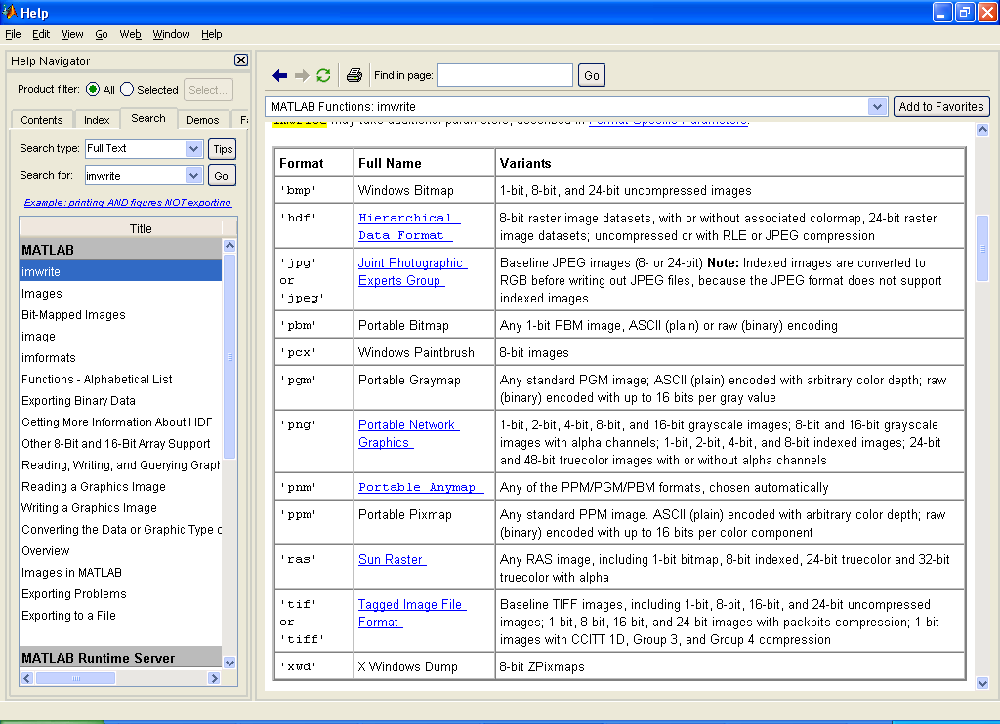 Help
File Edit View Go Web Window Help
Help Navigator
Product filter: All Selected Select...
Contents Index Search Demos Fa
Search type: Full Text Tips
Search for: imwrite Go
Example: printing AND figures NOT exporting
Title
MATLAB
imwrite
Images
Bit-Mapped Images
image
imformats
Functions - Alphabetical List
Exporting Binary Data
Getting More Information About HDF
Other 8-Bit and 16-Bit Array Support
Reading, Writing, and Querying Graph
Reading a Graphics Image
Writing a Graphics Image
Converting the Data or Graphic Type o
Overview
Images in MATLAB
Exporting Problems
Exporting to a File
MATLAB Runtime Server
Find in page: Go
MATLAB Functions: imwrite Add to Favorites
imwrite may take additional parameters, described in Format-Specific Parameters.
Format Full Name Variants
'bmp' Windows Bitmap 1-bit, 8-bit, and 24-bit uncompressed images
'hdf' Hierarchical 8-bit raster image datasets, with or without associated colormap, 24-bit raster
Data Format image datasets; uncompressed or with RLE or JPEG compression
'jpg' Joint Photographic Baseline JPEG images (8- or 24-bit) Note: Indexed images are converted to
or Experts Group RGB before writing out JPEG files, because the JPEG format does not support
'jpeg' indexed images.
'pbm' Portable Bitmap Any 1-bit PBM image, ASCII (plain) or raw (binary) encoding
'pcx' Windows Paintbrush 8-bit images
'pgm' Portable Graymap Any standard PGM image; ASCII (plain) encoded with arbitrary color depth; raw
(binary) encoded with up to 16 bits per gray value
'png' Portable Network 1-bit, 2-bit, 4-bit, 8-bit, and 16-bit grayscale images; 8-bit and 16-bit grayscale
Graphics images with alpha channels; 1-bit, 2-bit, 4-bit, and 8-bit indexed images; 24-bit
and 48-bit truecolor images with or without alpha channels
'pnm' Portable Anymap Any of the PPM/PGM/PBM formats, chosen automatically
'ppm' Portable Pixmap Any standard PPM image. ASCII (plain) encoded with arbitrary color depth; raw
(binary) encoded with up to 16 bits per color component
'ras' Sun Raster Any RAS image, including 1-bit bitmap, 8-bit indexed, 24-bit truecolor and 32-bit
truecolor with alpha
'tif' Tagged Image File Baseline TIFF images, including 1-bit, 8-bit, 16-bit, and 24-bit uncompressed
or Format images; 1-bit, 8-bit, 16-bit, and 24-bit images with packbits compression; 1-bit
'tiff' images with CCITT 1D, Group 3, and Group 4 compression
'xwd' X Windows Dump 8-bit ZPixmaps